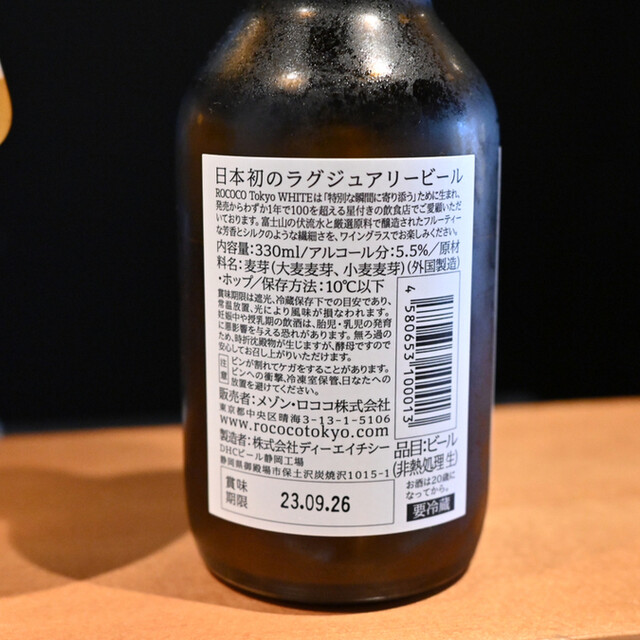 日本初のラグジュアリービール
ROCOCO Tokyo WHITEは「特別な瞬間に寄り添う」ために生まれ、
発売からわずか1年で100を超える星付きの飲食店でご愛顧いただ
いております。富士山の伏流水と厳選原料で醸造されたフルーティー
な芳香とシルクのような繊細さを、ワイングラスでお楽しみください。
内容量:330ml/アルコール分:5.5%/原材
料名:麦芽(大麦麦芽、小麦麦芽)(外国製造)
・ホップ/保存方法:10℃以下
賞味期限は遮光、冷蔵保存下での目安であり、
常温放置、光により風味が損なわれます。
妊娠中や授乳期の飲酒は、胎児・乳児の発育
に悪影響を与える恐れがあります。無ろ過の
ため、時折沈殿物が生じますが、酵母ですので
安心してお召し上がりいただけます。
注意
ビンが割れてケガをすることがあります。
ビンへの衝撃、冷凍室保管、日なたへの
放置を避けてください。
販売者:メゾン・ロココ株式会社
東京都中央区晴海3-13-1-5106
www.rococotokyo.com
製造者:株式会社ディーエイチシー
DHCビール静岡工場
静岡県御殿場市保土沢炭焼沢1015-1
賞味
期限
23.09.26
4580653100017
品目:ビール
(非熱処理 生)
お酒は20歳に
なってから。
要冷蔵